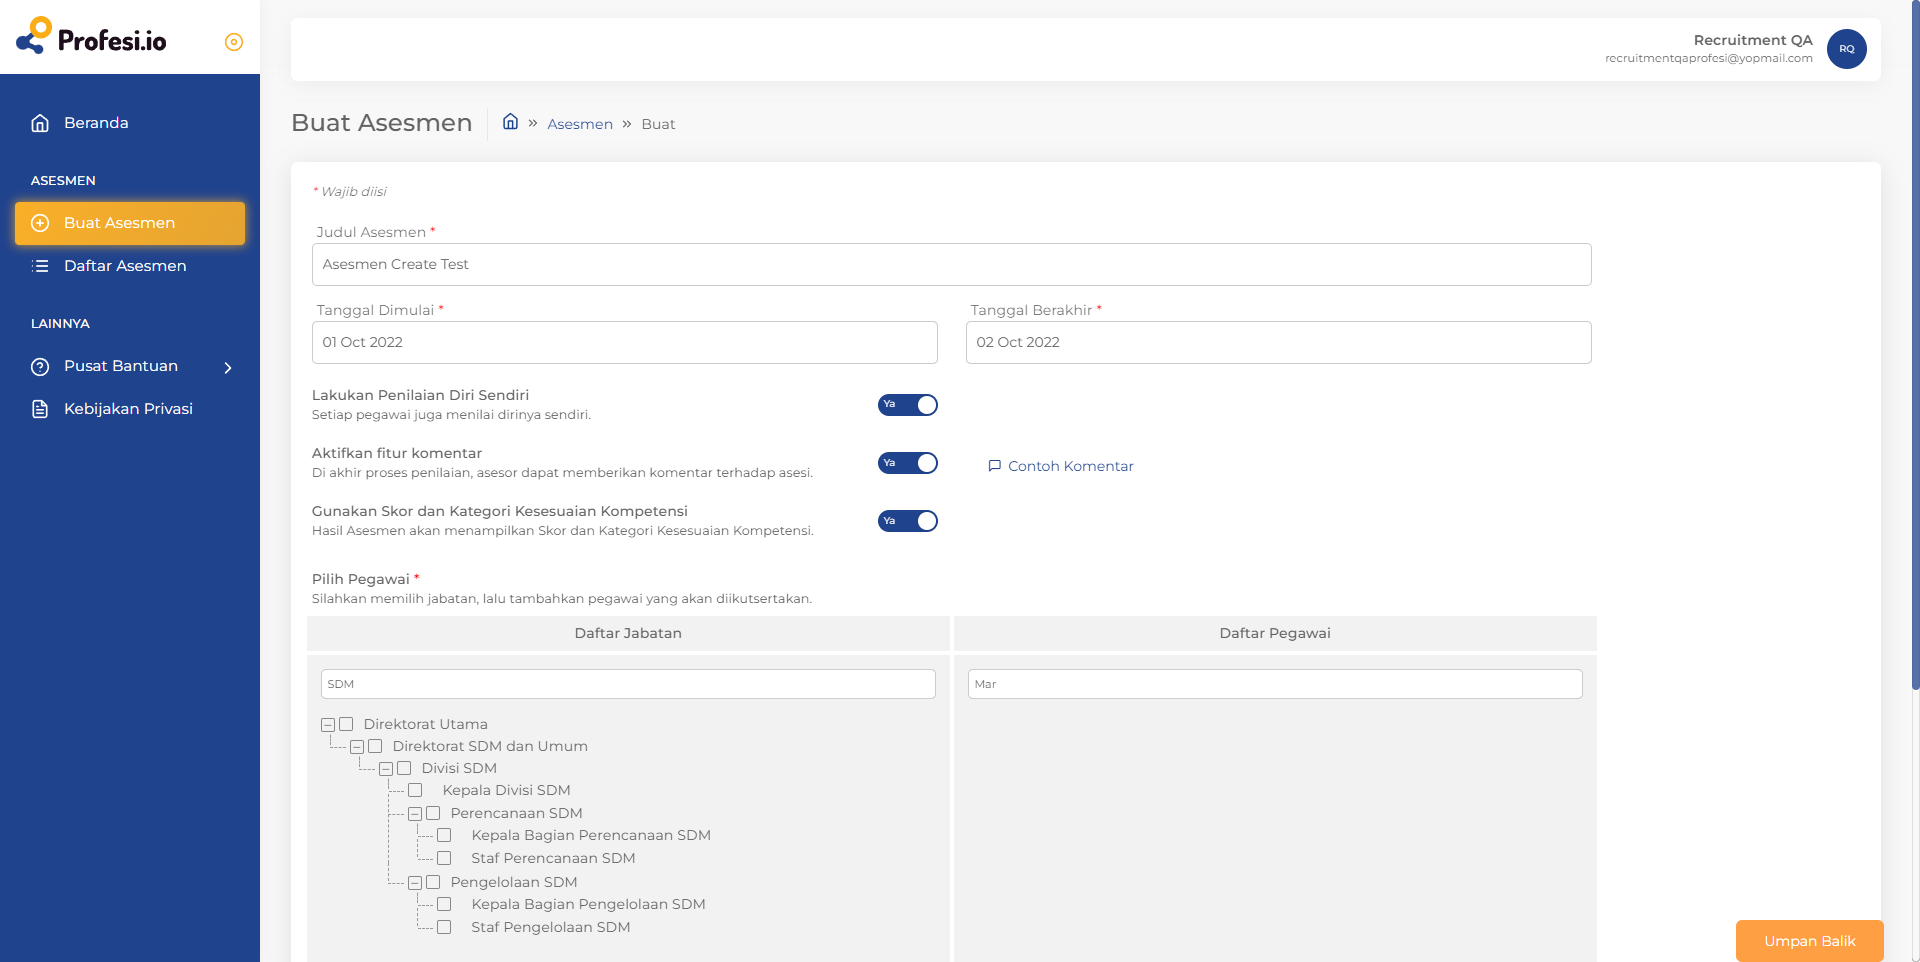 Profesi.io
Recruitment QA
recruitmentqaprofesi@yopmail.com
RQ
Beranda
ASESMEN
Buat Asesmen
Daftar Asesmen
LAINNYA
Pusat Bantuan
Kebijakan Privasi
Buat Asesmen
» Asesmen » Buat
* Wajib diisi
Judul Asesmen *
Asesmen Create Test
Tanggal Dimulai *
01 Oct 2022
Tanggal Berakhir *
02 Oct 2022
Lakukan Penilaian Diri Sendiri
Setiap pegawai juga menilai dirinya sendiri.
Ya
Aktifkan fitur komentar
Di akhir proses penilaian, asesor dapat memberikan komentar terhadap asesi.
Ya
Contoh Komentar
Gunakan Skor dan Kategori Kesesuaian Kompetensi
Hasil Asesmen akan menampilkan Skor dan Kategori Kesesuaian Kompetensi.
Ya
Pilih Pegawai *
Silahkan memilih jabatan, lalu tambahkan pegawai yang akan diikutsertakan.
Daftar Jabatan
SDM
Direktorat Utama
Direktorat SDM dan Umum
Divisi SDM
Kepala Divisi SDM
Perencanaan SDM
Kepala Bagian Perencanaan SDM
Staf Perencanaan SDM
Pengelolaan SDM
Kepala Bagian Pengelolaan SDM
Staf Pengelolaan SDM
Daftar Pegawai
Mar
Umpan Balik